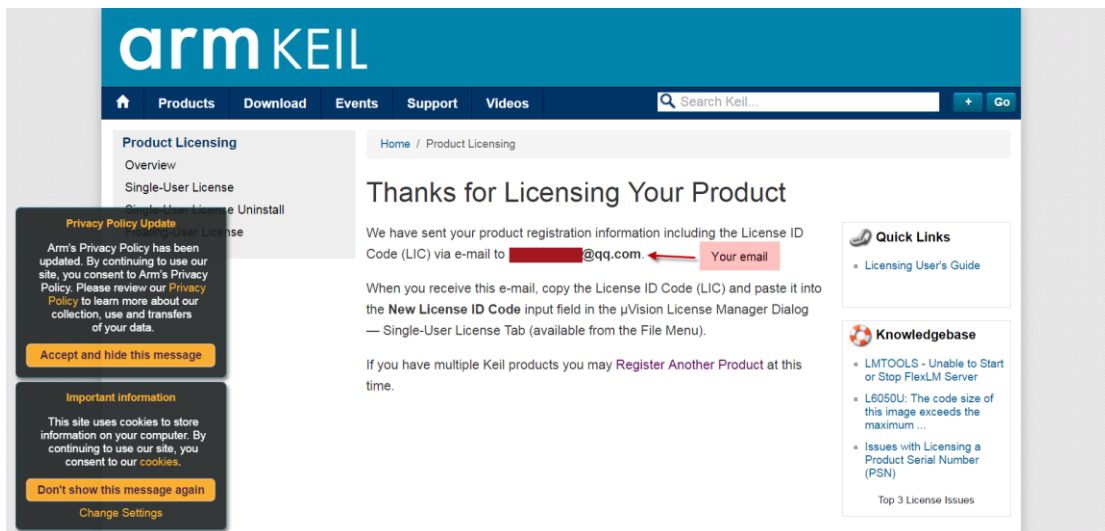 arm KEIL
Products Download Events Support Videos
Search Keil...
+ Go
Product Licensing
Overview
Single-User License
Single-User License Uninstall
Home / Product Licensing
Thanks for Licensing Your Product
We have sent your product registration information including the License ID
Code (LIC) via e-mail to @qq.com.
Your email
When you receive this e-mail, copy the License ID Code (LIC) and paste it into
the New License ID Code input field in the µVision License Manager Dialog
— Single-User License Tab (available from the File Menu).
If you have multiple Keil products you may Register Another Product at this
time.
Quick Links
Licensing User's Guide
Knowledgebase
LMTOOLS - Unable to Start
or Stop FlexLM Server
L6050U: The code size of
this image exceeds the
maximum ...
Issues with Licensing a
Product Serial Number
(PSN)
Top 3 License Issues
Privacy Policy Update
Arm's Privacy Policy has been
updated. By continuing to use our
site, you consent to Arm's Privacy
Policy. Please review our Privacy
Policy to learn more about our
collection, use and transfers
of your data.
Accept and hide this message
Important information
This site uses cookies to store
information on your computer. By
continuing to use our site, you
consent to our cookies.
Don't show this message again
Change Settings